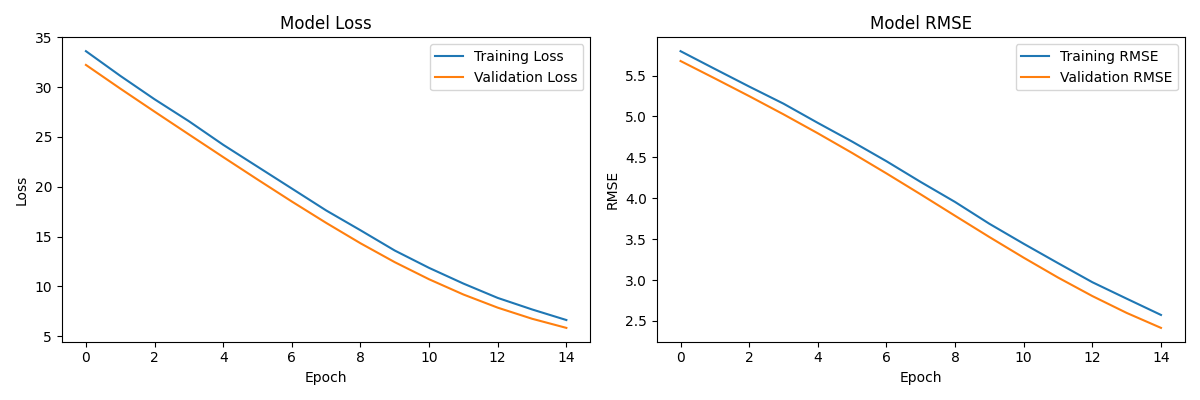 Model Loss
Loss
35
30
25
20
15
10
5
0 2 4 6 8 10 12 14
Epoch
Training Loss
Validation Loss
Model RMSE
RMSE
5.5
5.0
4.5
4.0
3.5
3.0
2.5
0 2 4 6 8 10 12 14
Epoch
Training RMSE
Validation RMSE